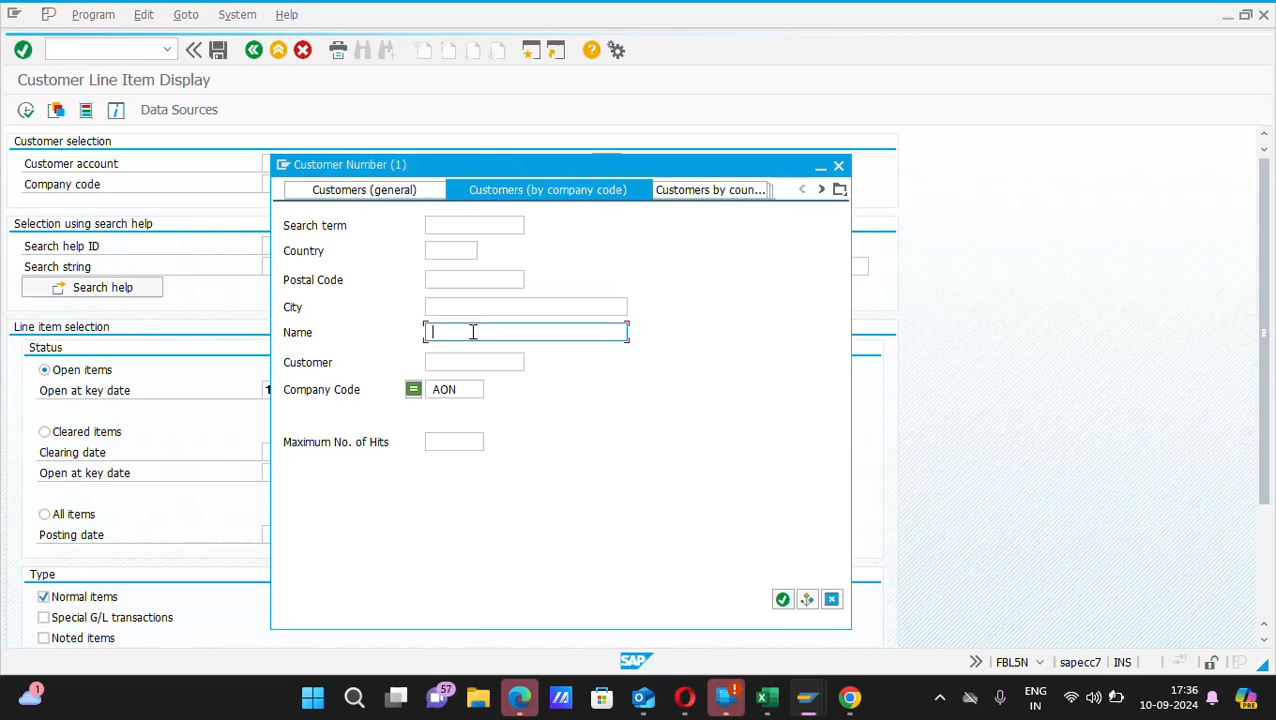 Program Edit Goto System Help
Customer Line Item Display
Data Sources
Customer selection
Customer account
Company code
Selection using search help
Search help ID
Search string
Search help
Line item selection
Status
Open items
Open at key date 1
Cleared items
Clearing date
Open at key date
All items
Posting date
Type
Normal items
Special G/L transactions
Noted items
Customer Number (1)
Customers (general) Customers (by company code) Customers by coun...
Search term
Country
Postal Code
City
Name
Customer
Company Code = AON
Maximum No. of Hits
SAP FBL5N sapecc7 INS
1 57 ENG IN 17:36 10-09-2024 PRE